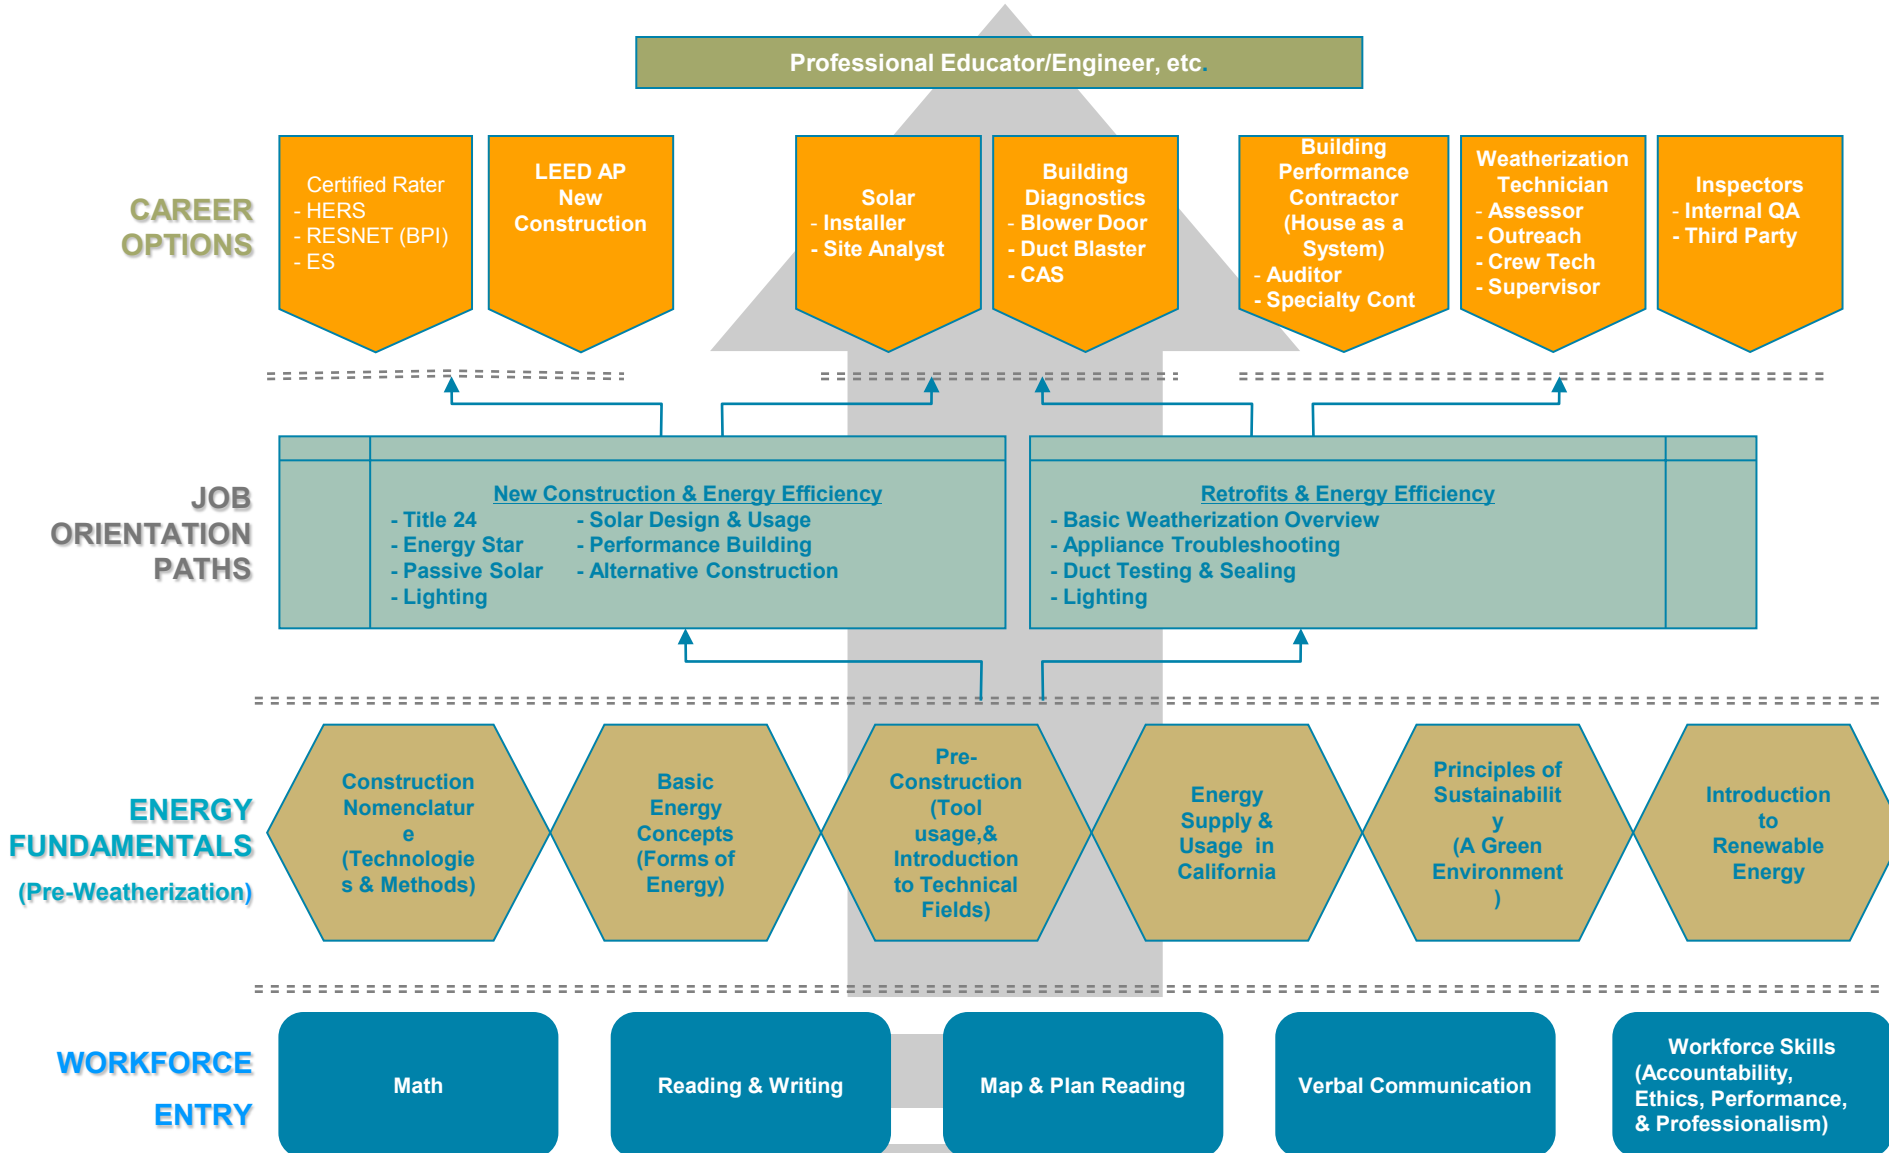 Professional Educator/Engineer, etc.
CAREER
OPTIONS
Certified Rater
- HERS
- RESNET (BPI)
- ES
LEED AP
New
Construction
Solar
- Installer
- Site Analyst
Building
Diagnostics
- Blower Door
- Duct Blaster
- CAS
Building
Performance
Contractor
(House as a
System)
- Auditor
- Specialty Cont
Weatherization
Technician
- Assessor
- Outreach
- Crew Tech
- Supervisor
Inspectors
- Internal QA
- Third Party
JOB
ORIENTATION
PATHS
New Construction & Energy Efficiency
- Title 24 - Solar Design & Usage
- Energy Star - Performance Building
- Passive Solar - Alternative Construction
- Lighting
Retrofits & Energy Efficiency
- Basic Weatherization Overview
- Appliance Troubleshooting
- Duct Testing & Sealing
- Lighting
ENERGY
FUNDAMENTALS
(Pre-Weatherization)
Construction
Nomenclatur
e
(Technologie
s & Methods)
Basic
Energy
Concepts
(Forms of
Energy)
Pre-
Construction
(Tool
usage,&
Introduction
to Technical
Fields)
Energy
Supply &
Usage in
California
Principles of
Sustainabilit
y
(A Green
Environment
)
Introduction
to
Renewable
Energy
WORKFORCE
ENTRY
Math
Reading & Writing
Map & Plan Reading
Verbal Communication
Workforce Skills
(Accountability,
Ethics, Performance,
& Professionalism)